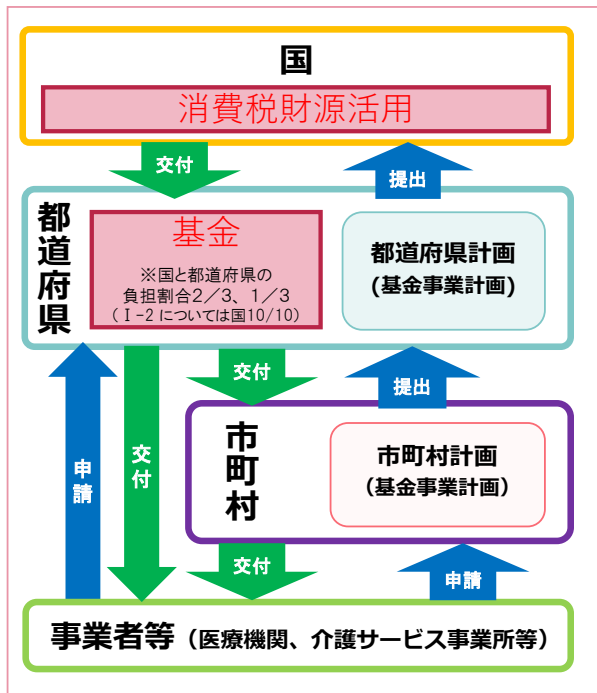 国
消費税財源活用
交付
提出
都道府県
基金
※国と都道府県の
負担割合2／3、1／3
（Ⅰ-2 については国10/10）
都道府県計画
(基金事業計画)
交付
提出
申請
交付
市町村
市町村計画
（基金事業計画）
交付
申請
事業者等（医療機関、介護サービス事業所等）